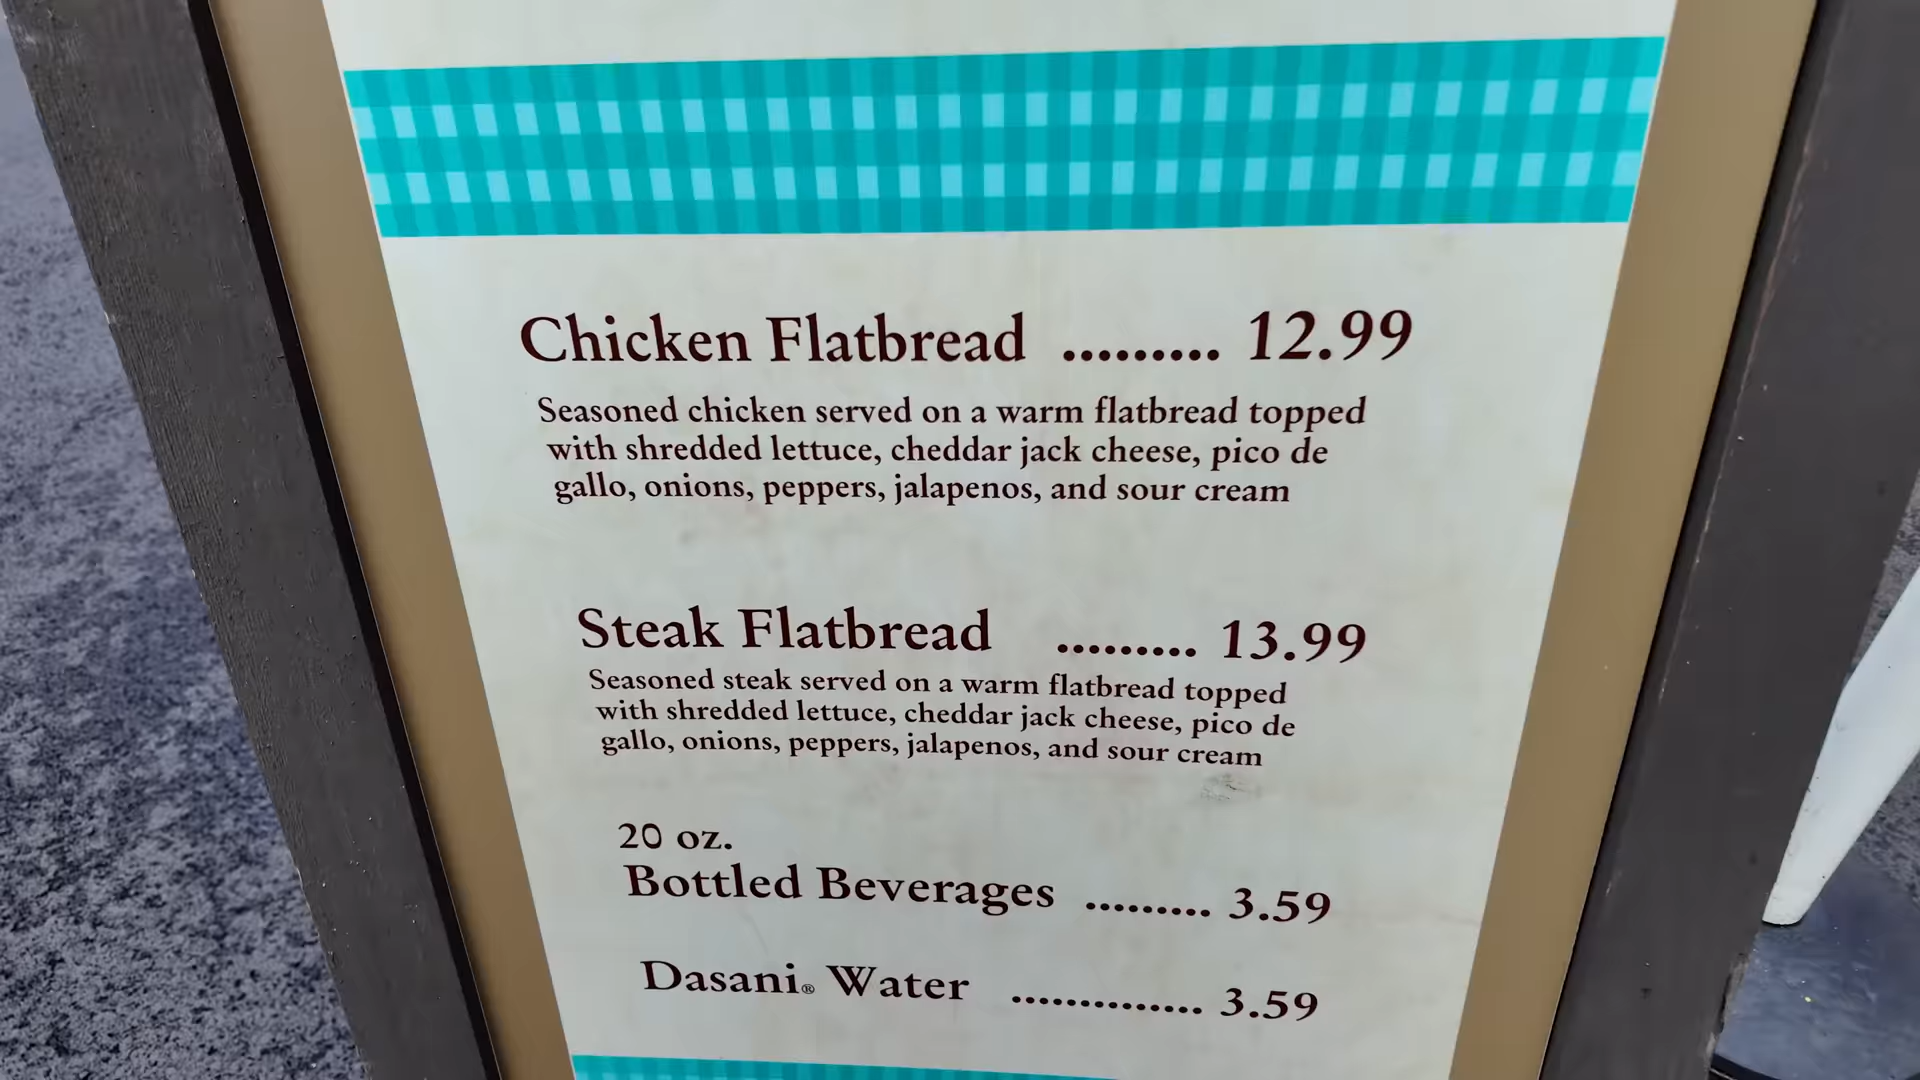 Chicken Flatbread ......... 12.99
Seasoned chicken served on a warm flatbread topped
with shredded lettuce, cheddar jack cheese, pico de
gallo, onions, peppers, jalapenos, and sour cream
Steak Flatbread ......... 13.99
Seasoned steak served on a warm flatbread topped
with shredded lettuce, cheddar jack cheese, pico de
gallo, onions, peppers, jalapenos, and sour cream
20 oz.
Bottled Beverages ......... 3.59
Dasani® Water .............. 3.59